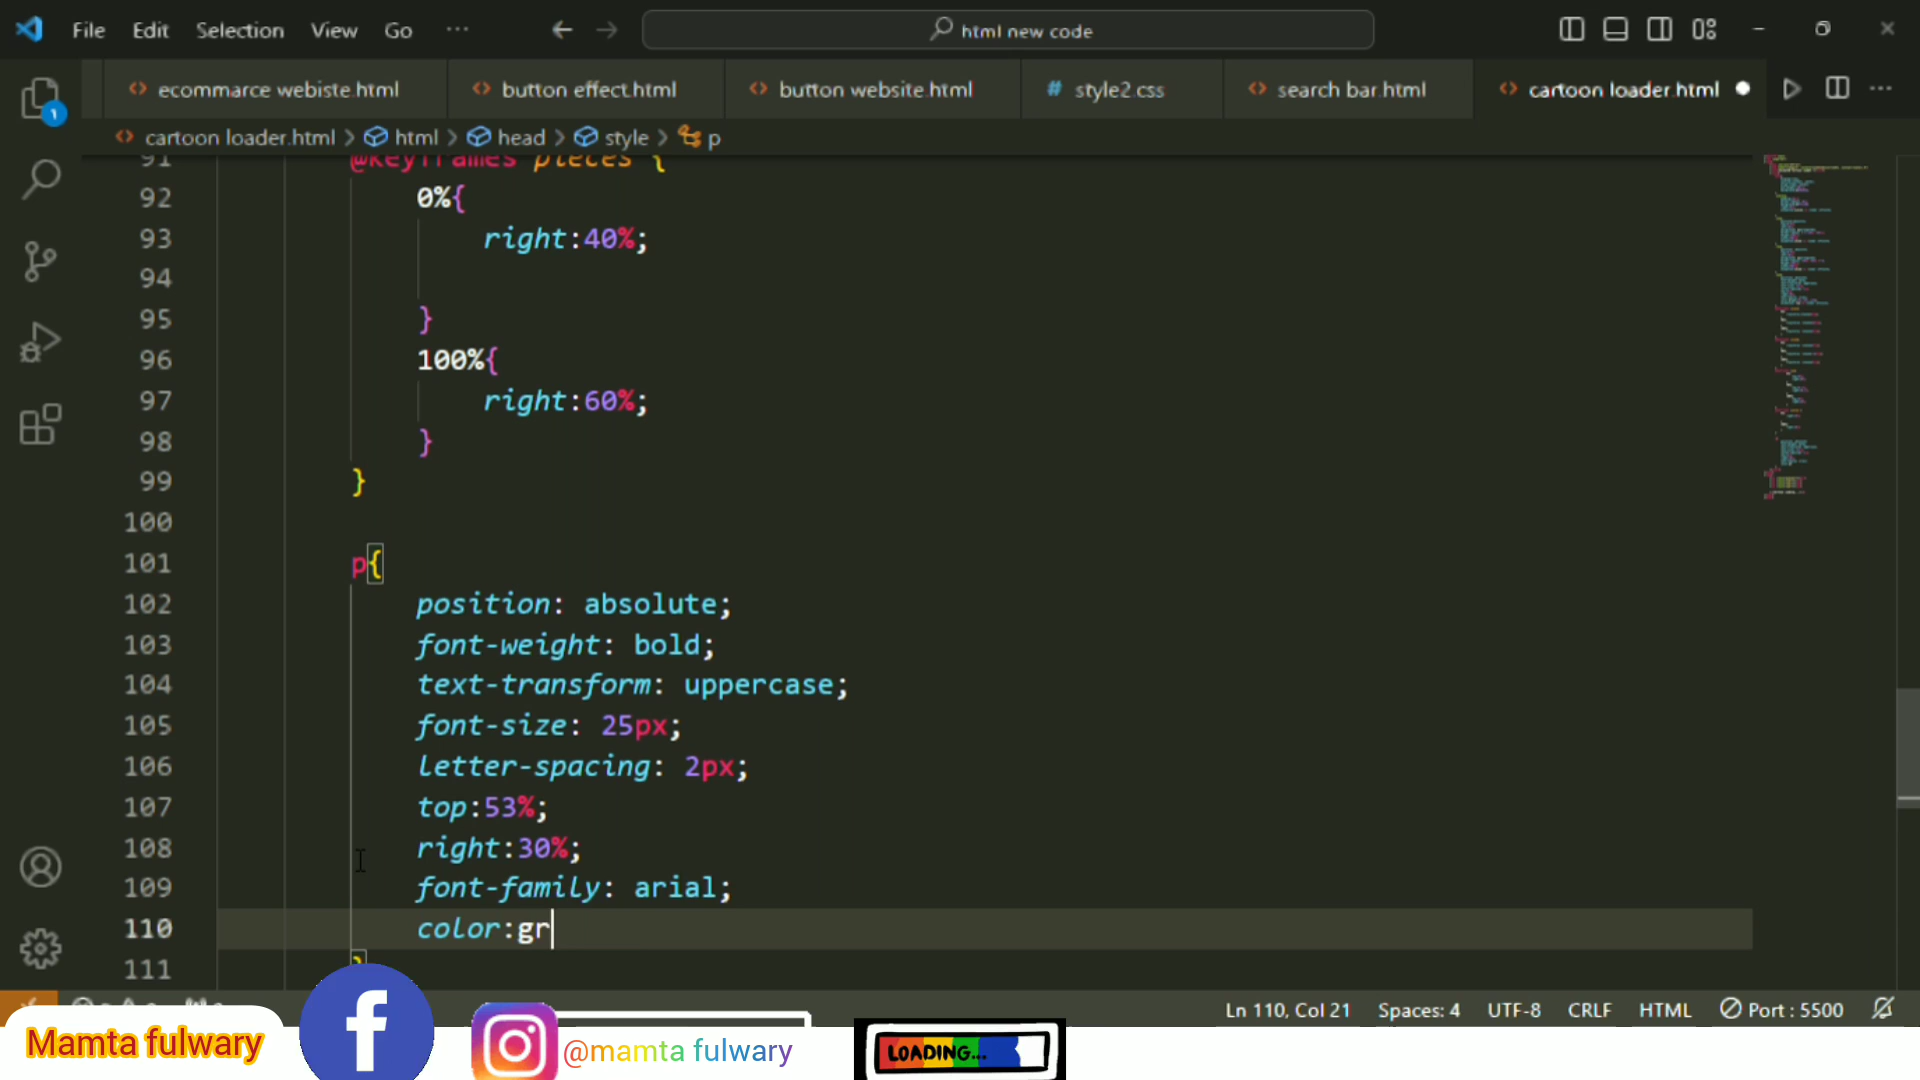 File Edit Selection View Go ··· html new code
ecommarce webiste.html button effect.html button website.html # style2.css search bar.html cartoon loader.html
cartoon loader.html > html > head > style > p
91 @keyframes pieces {
92 0%{
93 right:40%;
94
95 }
96 100%{
97 right:60%;
98 }
99 }
100
101 p{
102 position: absolute;
103 font-weight: bold;
104 text-transform: uppercase;
105 font-size: 25px;
106 letter-spacing: 2px;
107 top:53%;
108 right:30%;
109 font-family: arial;
110 color:gr
111 }
Ln 110, Col 21 Spaces: 4 UTF-8 CRLF HTML Port : 5500
Mamta fulwary
@mamta fulwary
LOADING...